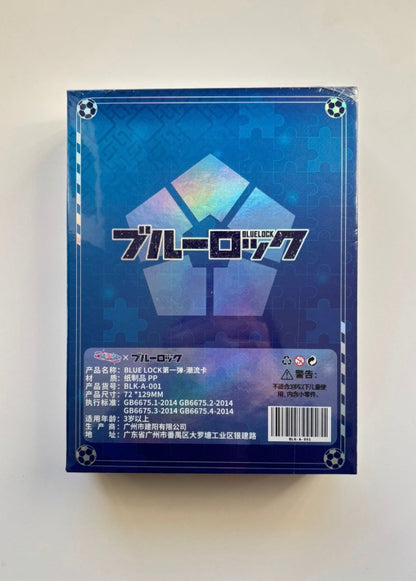 BLUELOCK
ブルーロック
× ブルーロック
产品名称: BLUE LOCK第一弹·潮流卡
材 质: 纸制品 PP
产品货号: BLK-A-001
产品尺寸: 72 *129MM
执行标准: GB6675.1-2014 GB6675.2-2014
GB6675.3-2014 GB6675.4-2014
适用年龄: 3岁以上
生 产 商: 广州市建阳有限公司
地 址: 广东省广州市番禺区大罗塘工业区银建路
警告:
不适合3岁以下儿童使
用,内含小零件。
BLK-A-001